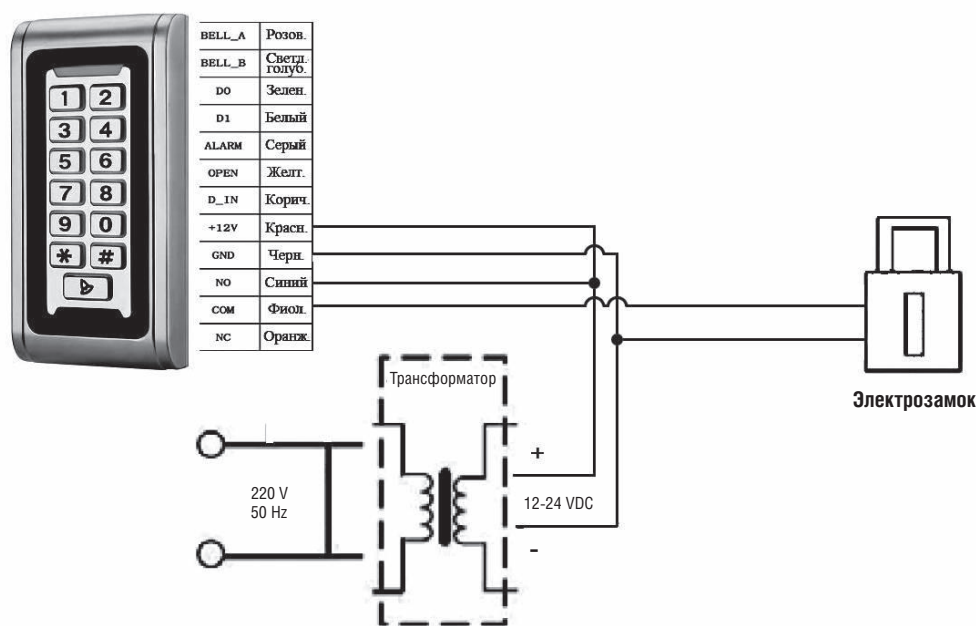 1 2
3 4
5 6
7 8
9 0
* #
BELL_A Розов.
BELL_B Светл. голуб.
D0 Зелен.
D1 Белый
ALARM Серый
OPEN Желт.
D_IN Корич.
+12V Красн.
GND Черн.
NO Синий
COM Фиол.
NC Оранж.
Электрозамок
Трансформатор
220 V
50 Hz
+
12-24 VDC
-